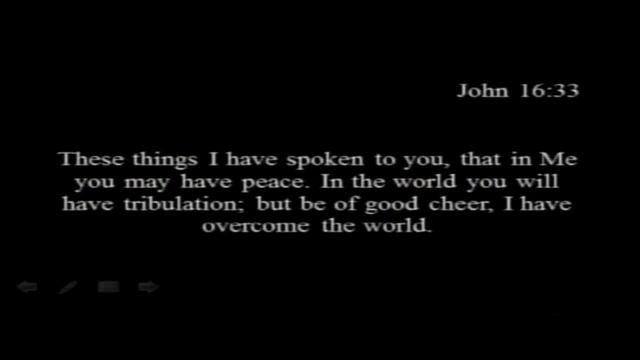 John 16:33
These things I have spoken to you, that in Me
you may have peace. In the world you will
have tribulation; but be of good cheer, I have
overcome the world.